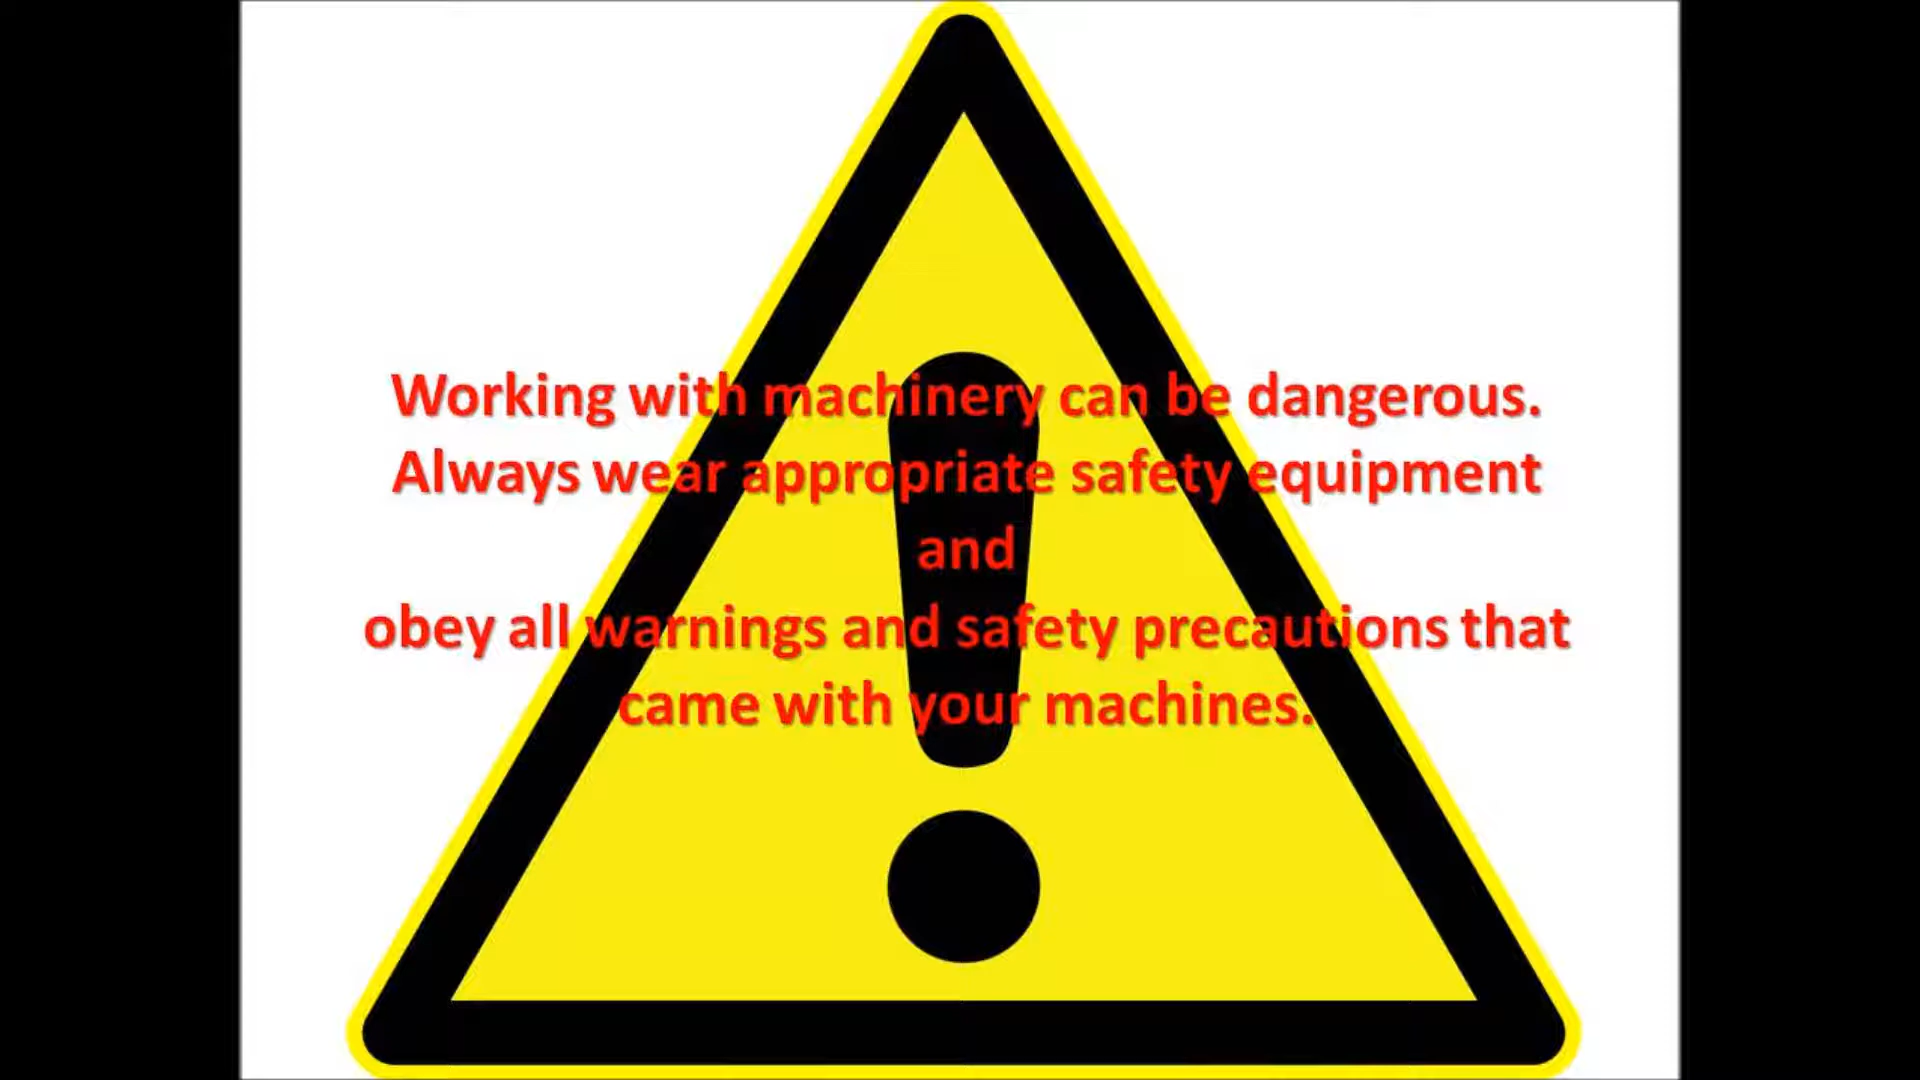 Working with machinery can be dangerous.
Always wear appropriate safety equipment
and
obey all warnings and safety precautions that
came with your machines.